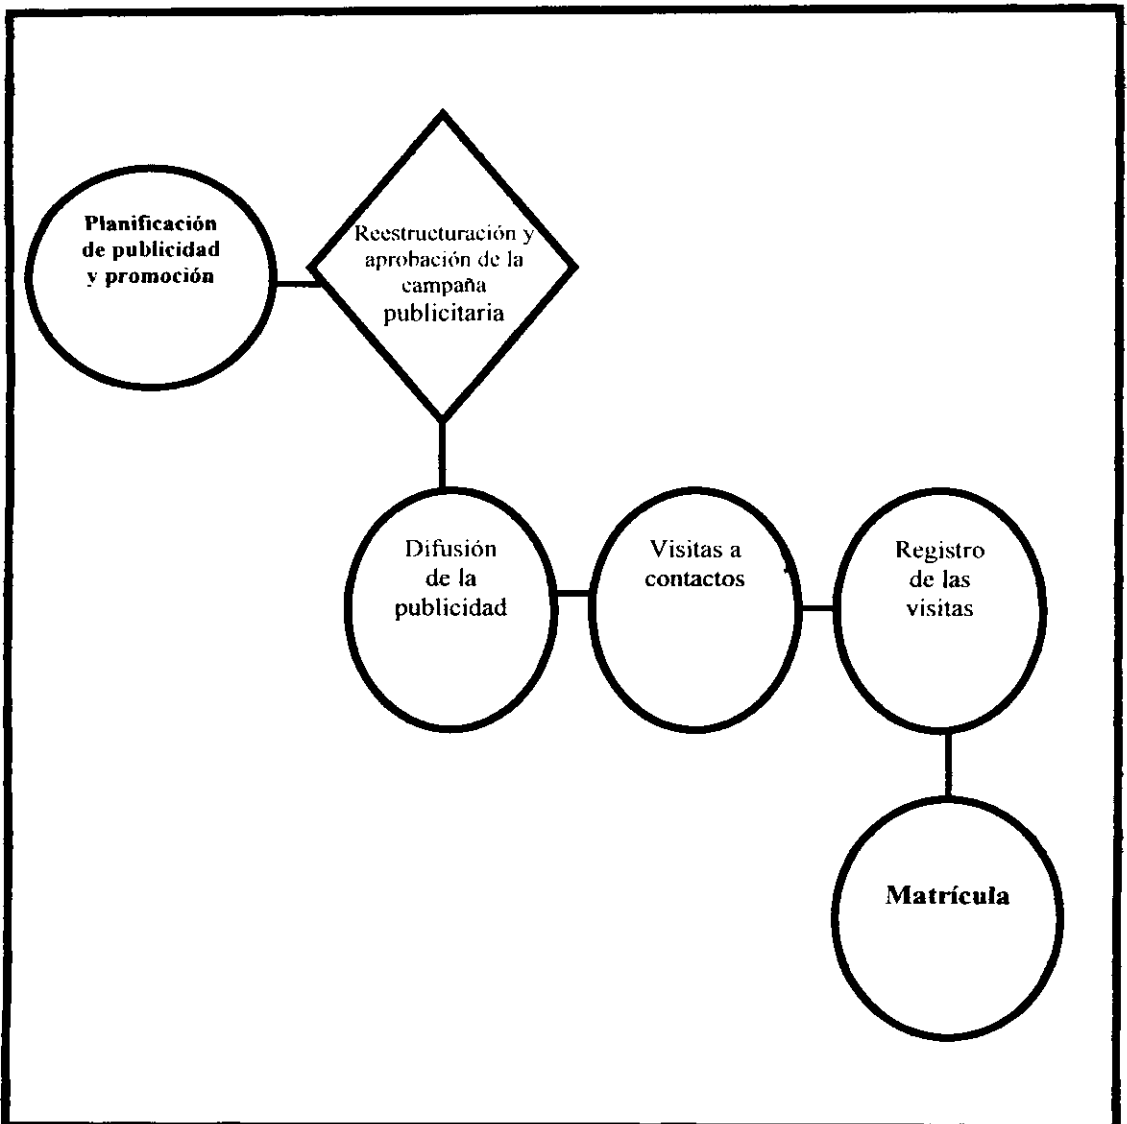 Planificación
de publicidad
y promoción
Reestructuración y
aprobación de la
campaña
publicitaria
Difusión
de la
publicidad
Visitas a
contactos
Registro
de las
visitas
Matrícula